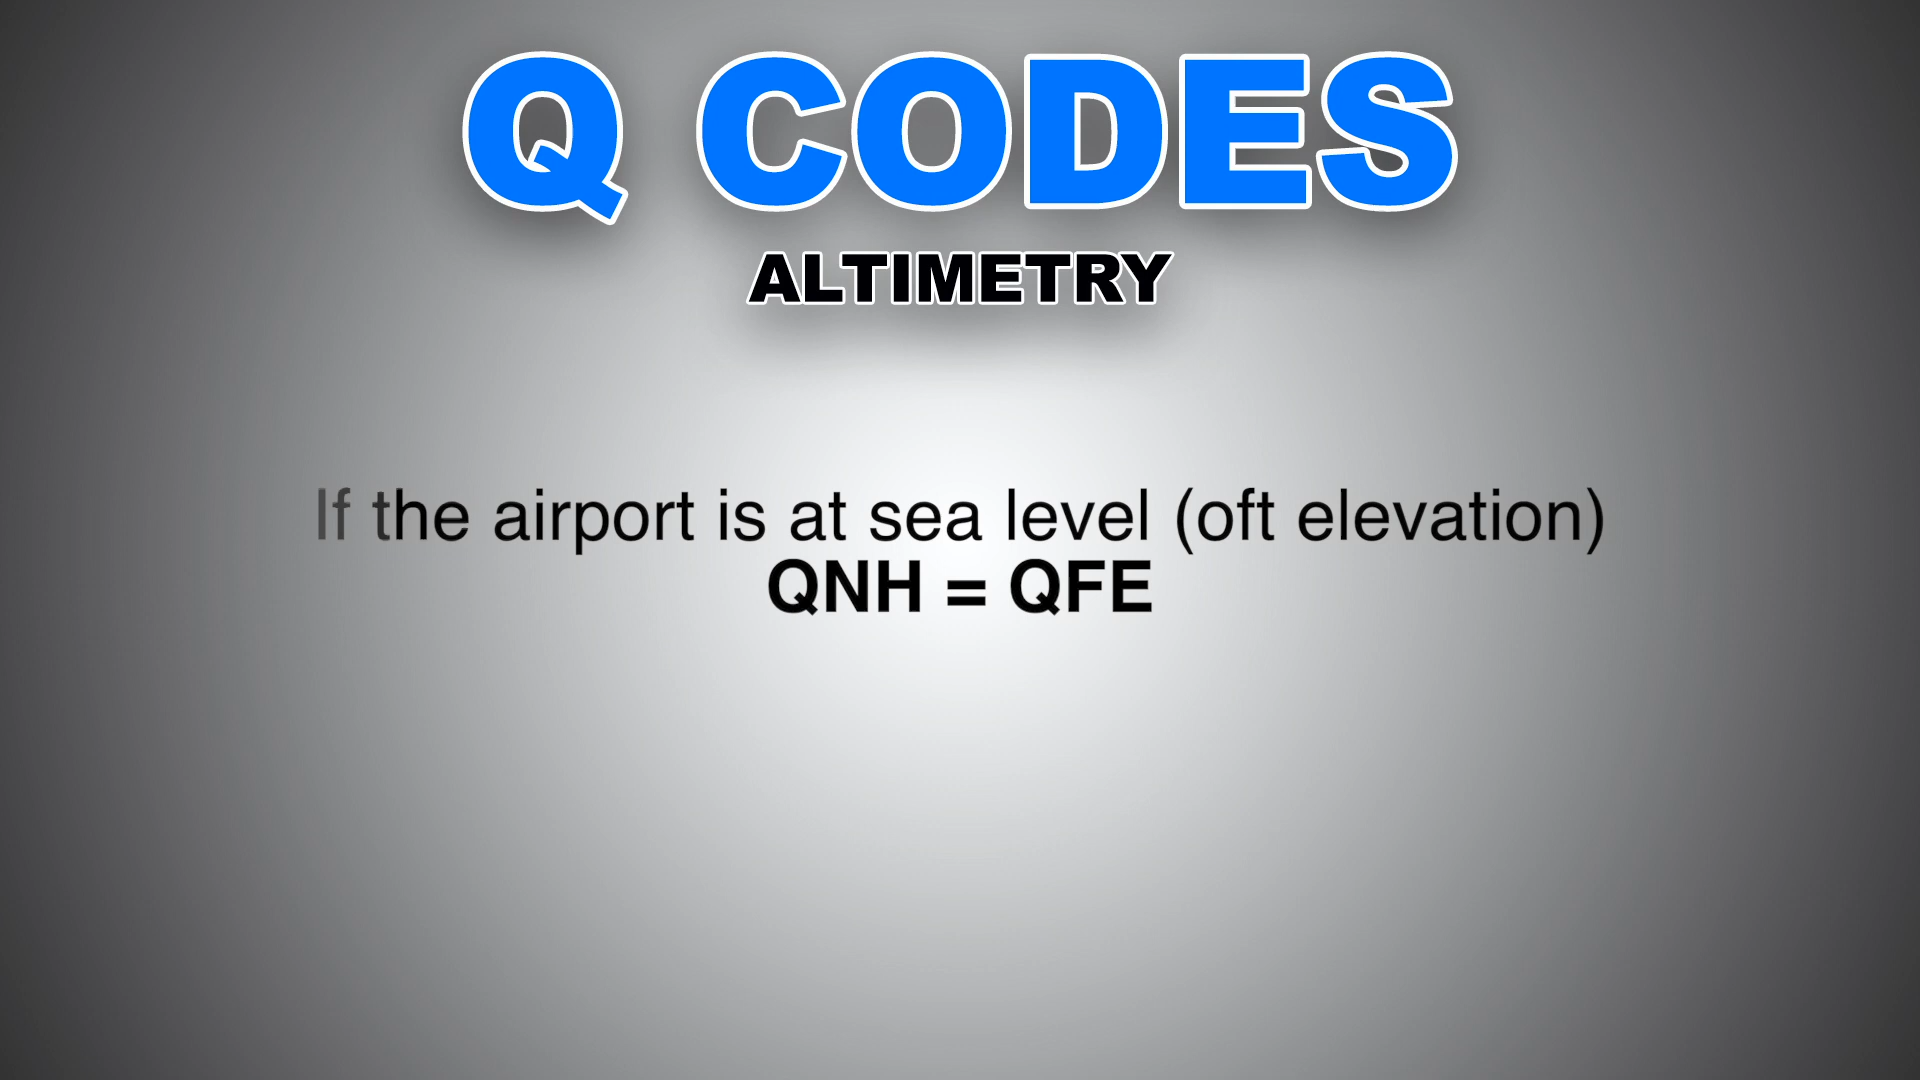 Q CODES
ALTIMETRY
If the airport is at sea level (oft elevation)
QNH = QFE